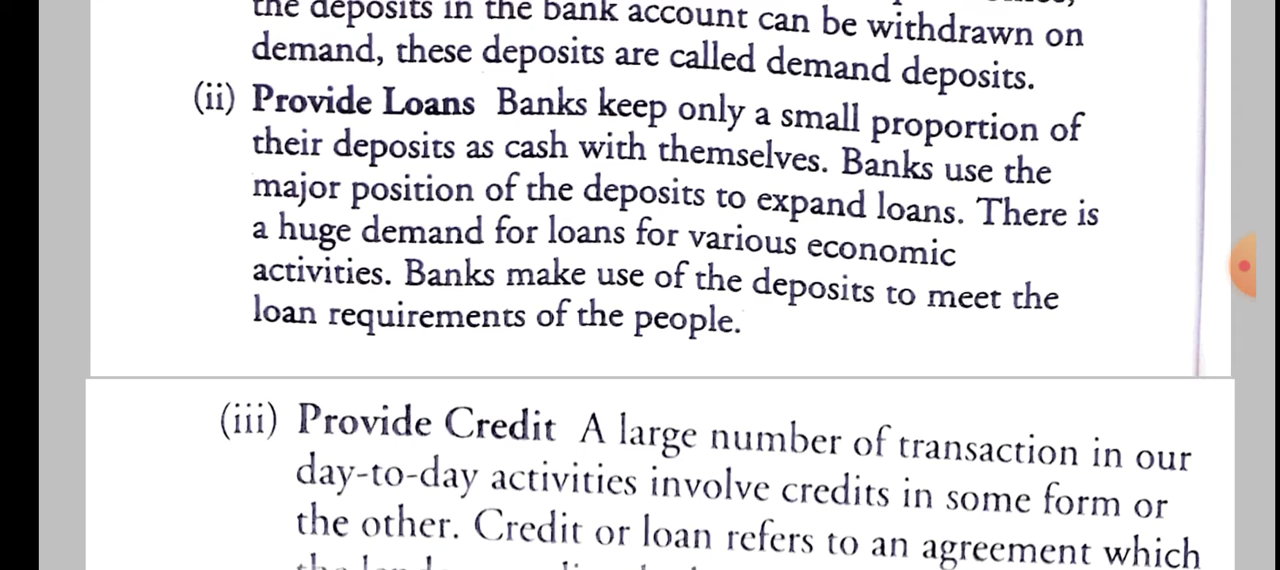 the deposits in the bank account can be withdrawn on
demand, these deposits are called demand deposits.
(ii) Provide Loans Banks keep only a small proportion of
their deposits as cash with themselves. Banks use the
major position of the deposits to expand loans. There is
a huge demand for loans for various economic
activities. Banks make use of the deposits to meet the
loan requirements of the people.
(iii) Provide Credit A large number of transaction in our
day-to-day activities involve credits in some form or
the other. Credit or loan refers to an agreement which